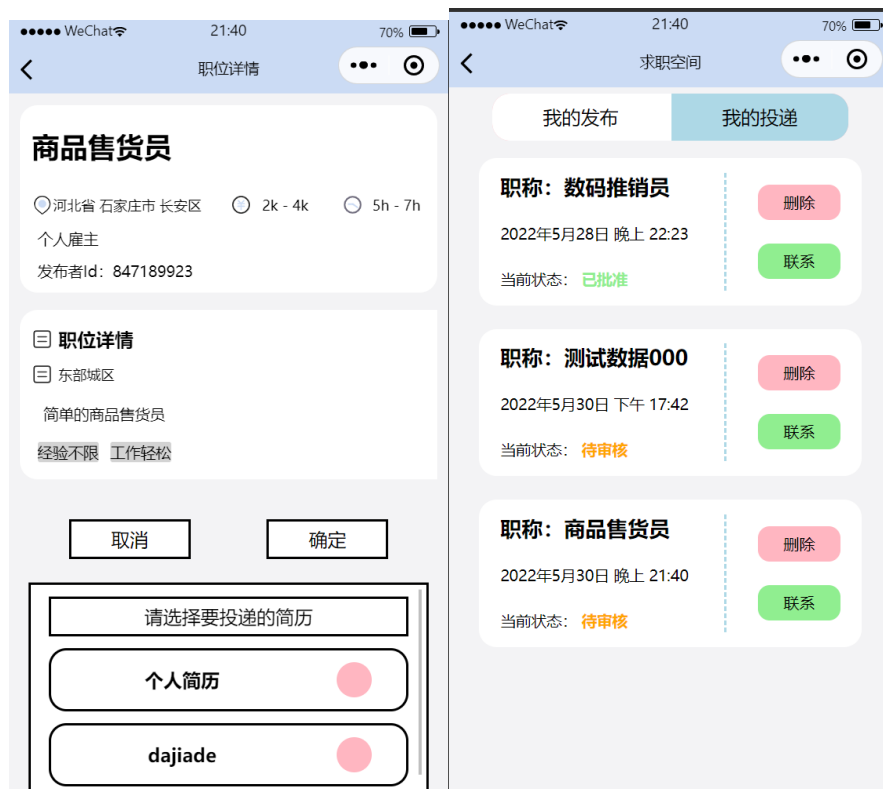 WeChat 21:40 70%
职位详情
商品售货员
河北省 石家庄市 长安区 2k - 4k 5h - 7h
个人雇主
发布者Id：847189923
职位详情
东部城区
简单的商品售货员
经验不限 工作轻松
取消 确定
请选择要投递的简历
个人简历
dajiade
WeChat 21:40 70%
求职空间
我的发布 我的投递
职称：数码推销员
删除
2022年5月28日 晚上 22:23
联系
当前状态：已批准
职称：测试数据000
删除
2022年5月30日 下午 17:42
联系
当前状态：待审核
职称：商品售货员
删除
2022年5月30日 晚上 21:40
联系
当前状态：待审核